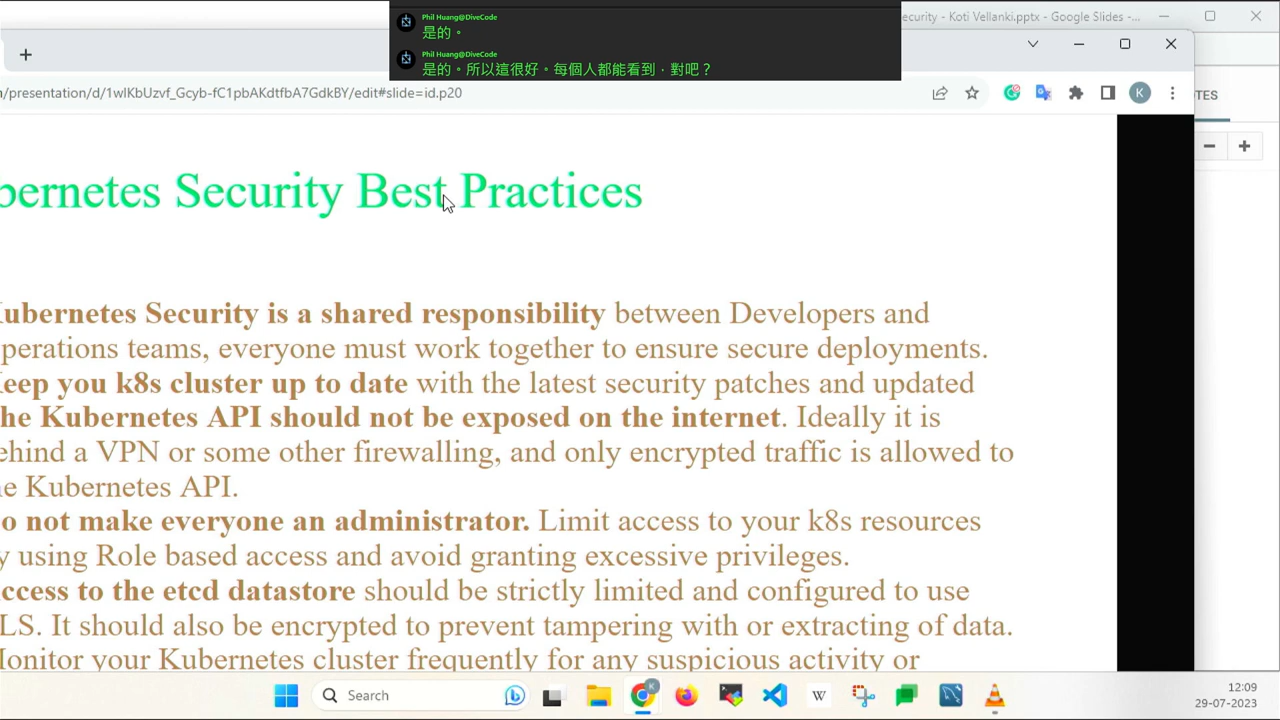 Phil Huang@DiveCode
是的。
Phil Huang@DiveCode
是的。所以這很好。每個人都能看到，對吧？
ecurity - Koti Vellanki.pptx - Google Slides -...
/presentation/d/1wlKbUzvf_Gcyb-fC1pbAKdtfbA7GdkBY/edit#slide=id.p20
K
TES
bernetes Security Best Practices
ubernetes Security is a shared responsibility between Developers and
perations teams, everyone must work together to ensure secure deployments.
eep you k8s cluster up to date with the latest security patches and updated
he Kubernetes API should not be exposed on the internet. Ideally it is
ehind a VPN or some other firewalling, and only encrypted traffic is allowed to
e Kubernetes API.
o not make everyone an administrator. Limit access to your k8s resources
y using Role based access and avoid granting excessive privileges.
ccess to the etcd datastore should be strictly limited and configured to use
LS. It should also be encrypted to prevent tampering with or extracting of data.
onitor your Kubernetes cluster frequently for any suspicious activity or
Search
K
W
12:09
29-07-2023